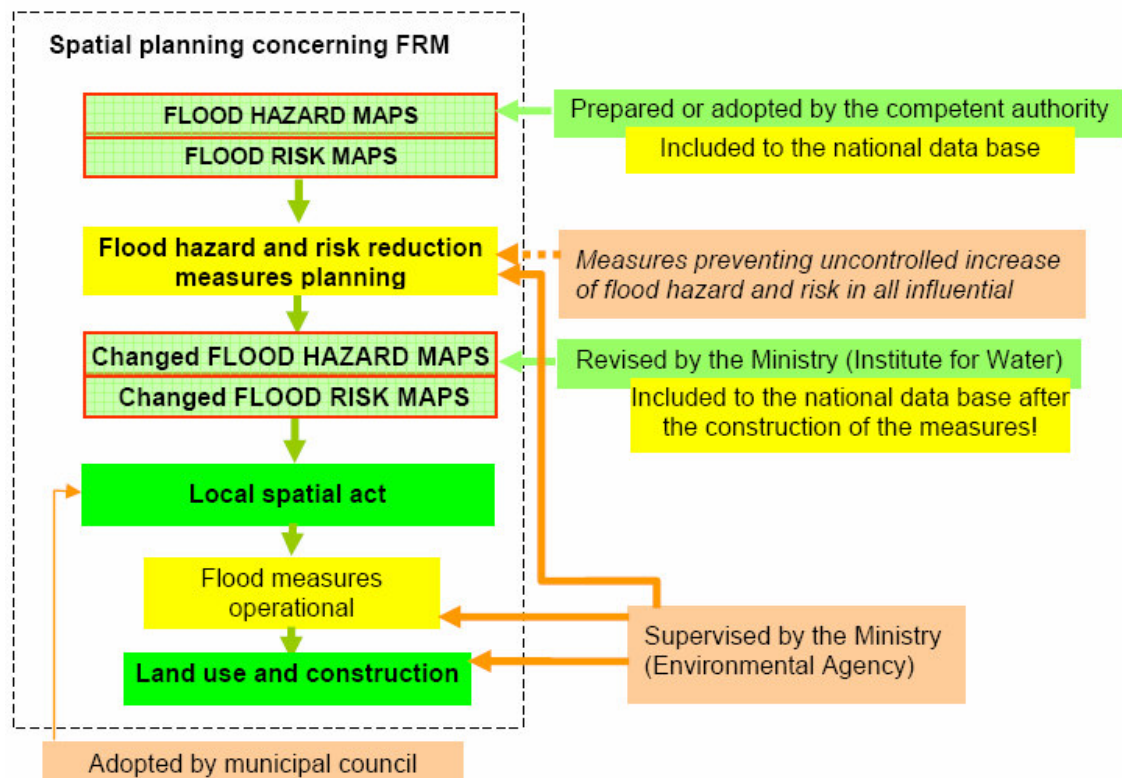 Spatial planning concerning FRM
FLOOD HAZARD MAPS
FLOOD RISK MAPS
Prepared or adopted by the competent authority
Included to the national data base
Flood hazard and risk reduction
measures planning
Measures preventing uncontrolled increase
of flood hazard and risk in all influential
Changed FLOOD HAZARD MAPS
Changed FLOOD RISK MAPS
Revised by the Ministry (Institute for Water)
Included to the national data base after
the construction of the measures!
Local spatial act
Flood measures
operational
Land use and construction
Supervised by the Ministry
(Environmental Agency)
Adopted by municipal council